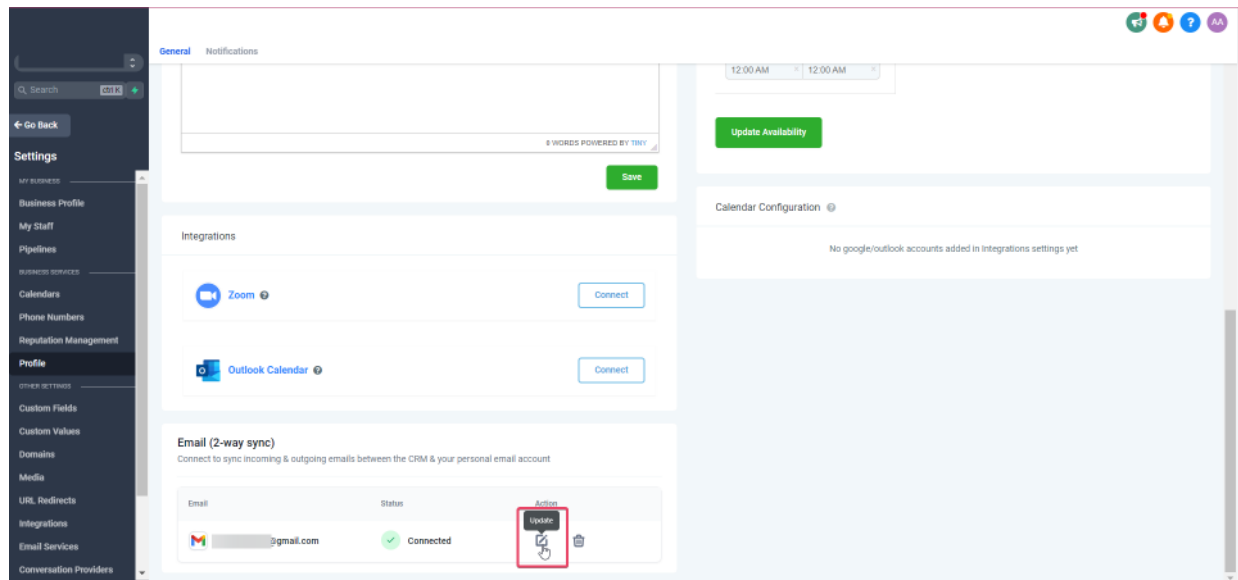 AA
General Notifications
Search ctrl K
Go Back
Settings
MY BUSINESS
Business Profile
My Staff
Pipelines
BUSINESS SERVICES
Calendars
Phone Numbers
Reputation Management
Profile
OTHER SETTINGS
Custom Fields
Custom Values
Domains
Media
URL Redirects
Integrations
Email Services
Conversation Providers
0 WORDS POWERED BY TINY
Save
Integrations
Zoom ?
Connect
Outlook Calendar ?
Connect
Email (2-way sync)
Connect to sync incoming & outgoing emails between the CRM & your personal email account
Email Status Action
Update
@gmail.com Connected
12:00 AM × 12:00 AM ×
Update Availability
Calendar Configuration ?
No google/outlook accounts added in Integrations settings yet